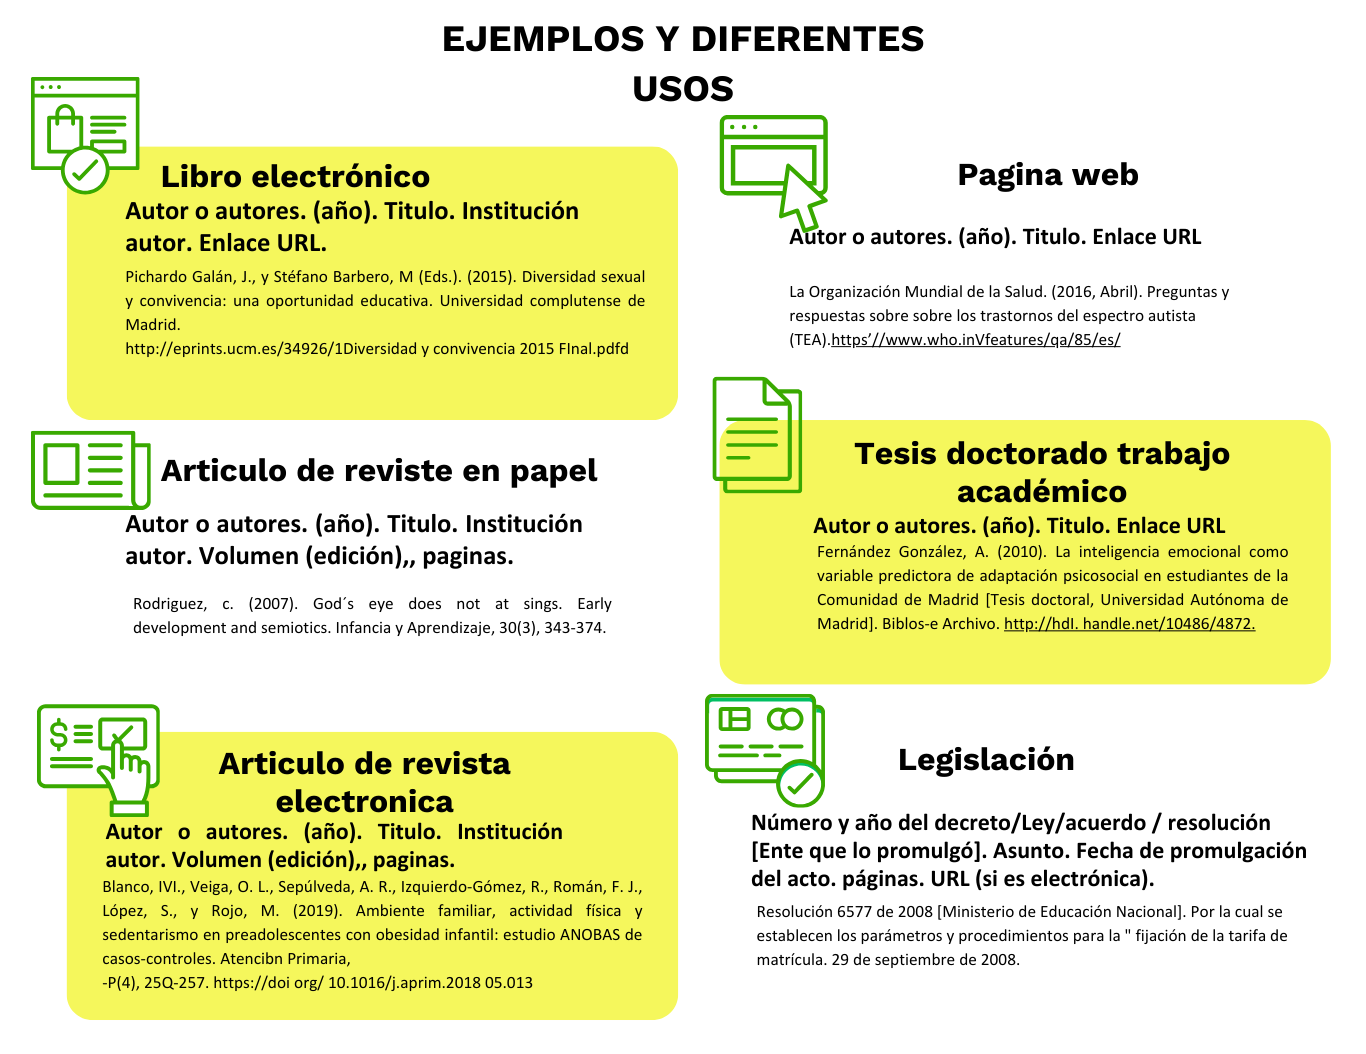 EJEMPLOS Y DIFERENTES
USOS
Libro electrónico
Autor o autores. (año). Titulo. Institución
autor. Enlace URL.
Pichardo Galán, J., y Stéfano Barbero, M (Eds.). (2015). Diversidad sexual
y convivencia: una oportunidad educativa. Universidad complutense de
Madrid.
http://eprints.ucm.es/34926/1Diversidad y convivencia 2015 FInal.pdfd
Pagina web
Autor o autores. (año). Titulo. Enlace URL
La Organización Mundial de la Salud. (2016, Abril). Preguntas y
respuestas sobre sobre los trastornos del espectro autista
(TEA).https’//www.who.inVfeatures/qa/85/es/
Articulo de reviste en papel
Autor o autores. (año). Titulo. Institución
autor. Volumen (edición),, paginas.
Rodriguez, c. (2007). God´s eye does not at sings. Early
development and semiotics. Infancia y Aprendizaje, 30(3), 343-374.
Tesis doctorado trabajo
académico
Autor o autores. (año). Titulo. Enlace URL
Fernández González, A. (2010). La inteligencia emocional como
variable predictora de adaptación psicosocial en estudiantes de la
Comunidad de Madrid [Tesis doctoral, Universidad Autónoma de
Madrid]. Biblos-e Archivo. http://hdI. handle.net/10486/4872.
$
Articulo de revista
electronica
Autor o autores. (año). Titulo. Institución
autor. Volumen (edición),, paginas.
Blanco, IVI., Veiga, O. L., Sepúlveda, A. R., Izquierdo-Gómez, R., Román, F. J.,
López, S., y Rojo, M. (2019). Ambiente familiar, actividad física y
sedentarismo en preadolescentes con obesidad infantil: estudio ANOBAS de
casos-controles. Atencibn Primaria,
-P(4), 25Q-257. https://doi org/ 10.1016/j.aprim.2018 05.013
Legislación
Número y año del decreto/Ley/acuerdo / resolución
[Ente que lo promulgó]. Asunto. Fecha de promulgación
del acto. páginas. URL (si es electrónica).
Resolución 6577 de 2008 [Ministerio de Educación Nacional]. Por la cual se
establecen los parámetros y procedimientos para la " fijación de la tarifa de
matrícula. 29 de septiembre de 2008.